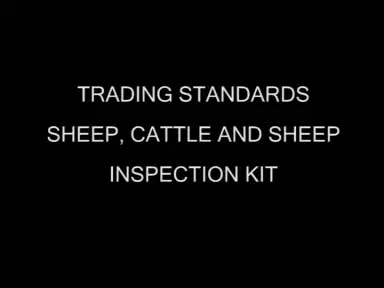 TRADING STANDARDS
SHEEP, CATTLE AND SHEEP
INSPECTION KIT